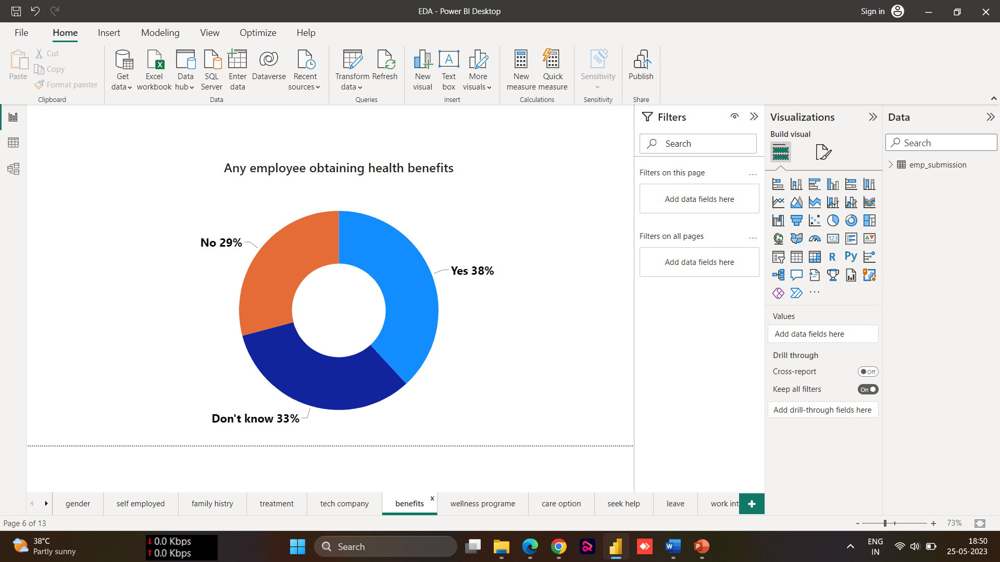 EDA - Power BI Desktop
Sign in
File Home Insert Modeling View Optimize Help
Paste
Cut
Copy
Format painter
Clipboard
Get data
Excel workbook
Data hub
SQL Server
Enter data
Dataverse
Recent sources
Data
Transform data
Refresh
Queries
New visual
Text box
More visuals
Insert
New measure
Quick measure
Calculations
Sensitivity
Sensitivity
Publish
Share
Any employee obtaining health benefits
No 29%
Yes 38%
Don't know 33%
Filters
Search
Filters on this page
...
Add data fields here
Filters on all pages
...
Add data fields here
Visualizations
Build visual
123
R
Py
...
Values
Add data fields here
Drill through
Cross-report
Off
Keep all filters
On
Add drill-through fields here
Data
Search
emp_submission
gender
self employed
family histry
treatment
tech company
benefits
x
wellness programe
care option
seek help
leave
work int
+
Page 6 of 13
- + 73%
38°C
Partly sunny
0.0 Kbps
0.0 Kbps
Search
W
P
ENG
IN
18:50
25-05-2023